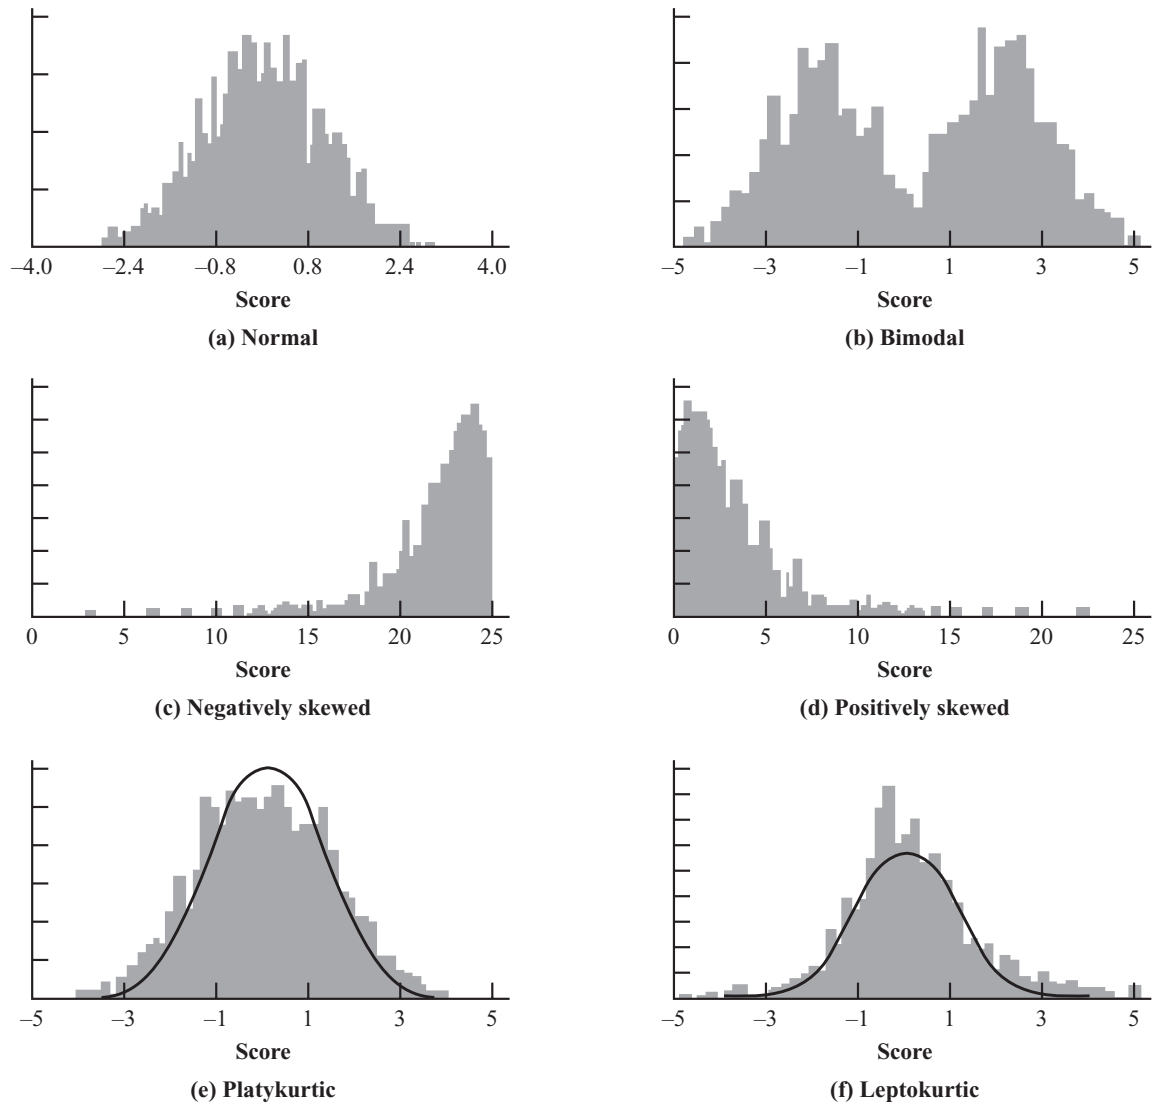 –4.0 –2.4 –0.8 0.8 2.4 4.0
Score
(a) Normal
–5 –3 –1 1 3 5
Score
(b) Bimodal
0 5 10 15 20 25
Score
(c) Negatively skewed
0 5 10 15 20 25
Score
(d) Positively skewed
–5 –3 –1 1 3 5
Score
(e) Platykurtic
–5 –3 –1 1 3 5
Score
(f) Leptokurtic